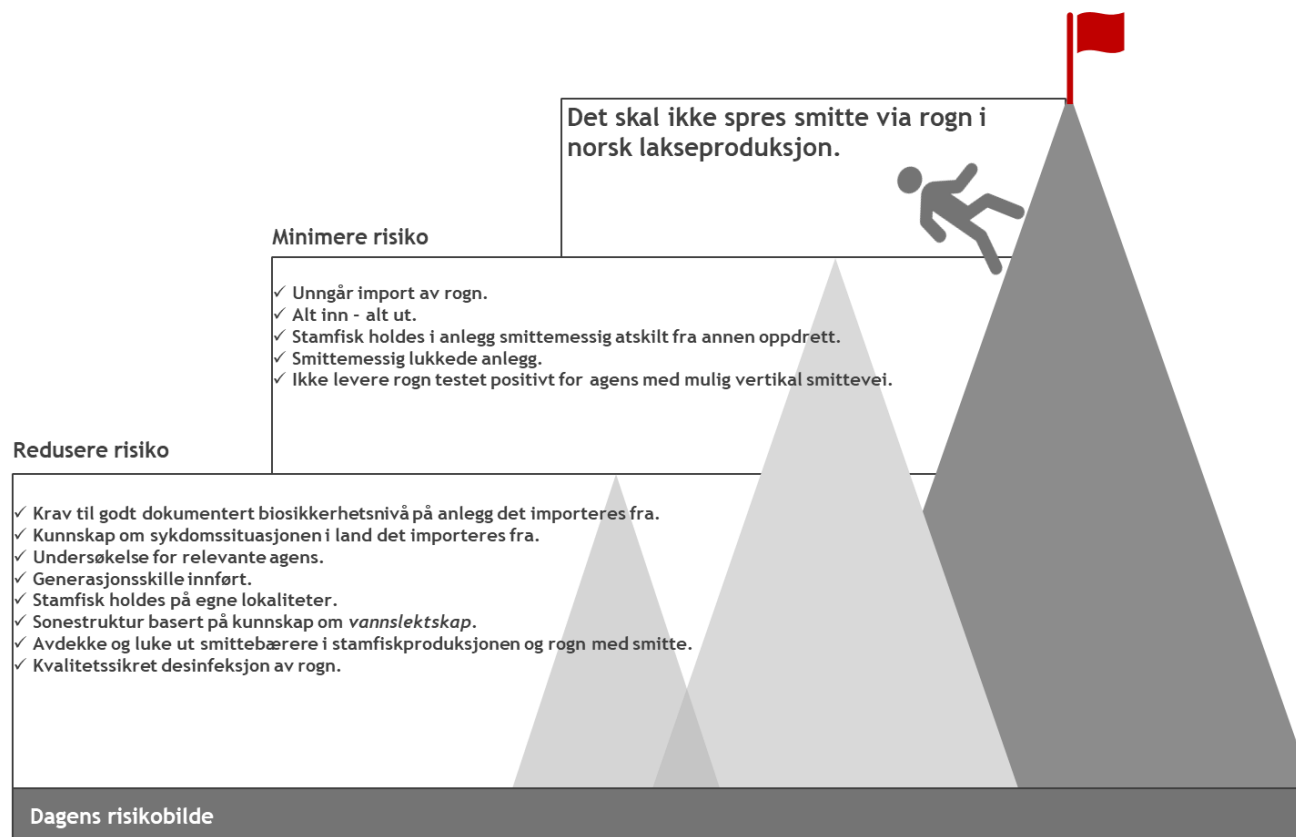 Det skal ikke spres smitte via rogn i
norsk lakseproduksjon.
Minimere risiko
✓ Unngår import av rogn.
✓ Alt inn - alt ut.
✓ Stamfisk holdes i anlegg smittemessig atskilt fra annen oppdrett.
✓ Smittemessig lukkede anlegg.
✓ Ikke levere rogn testet positivt for agens med mulig vertikal smittevei.
Redusere risiko
✓ Krav til godt dokumentert biosikkerhetsnivå på anlegg det importeres fra.
✓ Kunnskap om sykdomssituasjonen i land det importeres fra.
✓ Undersøkelse for relevante agens.
✓ Generasjonsskille innført.
✓ Stamfisk holdes på egne lokaliteter.
✓ Sonestruktur basert på kunnskap om vannslektskap.
✓ Avdekke og luke ut smittebærere i stamfiskproduksjonen og rogn med smitte.
✓ Kvalitetssikret desinfeksjon av rogn.
Dagens risikobilde